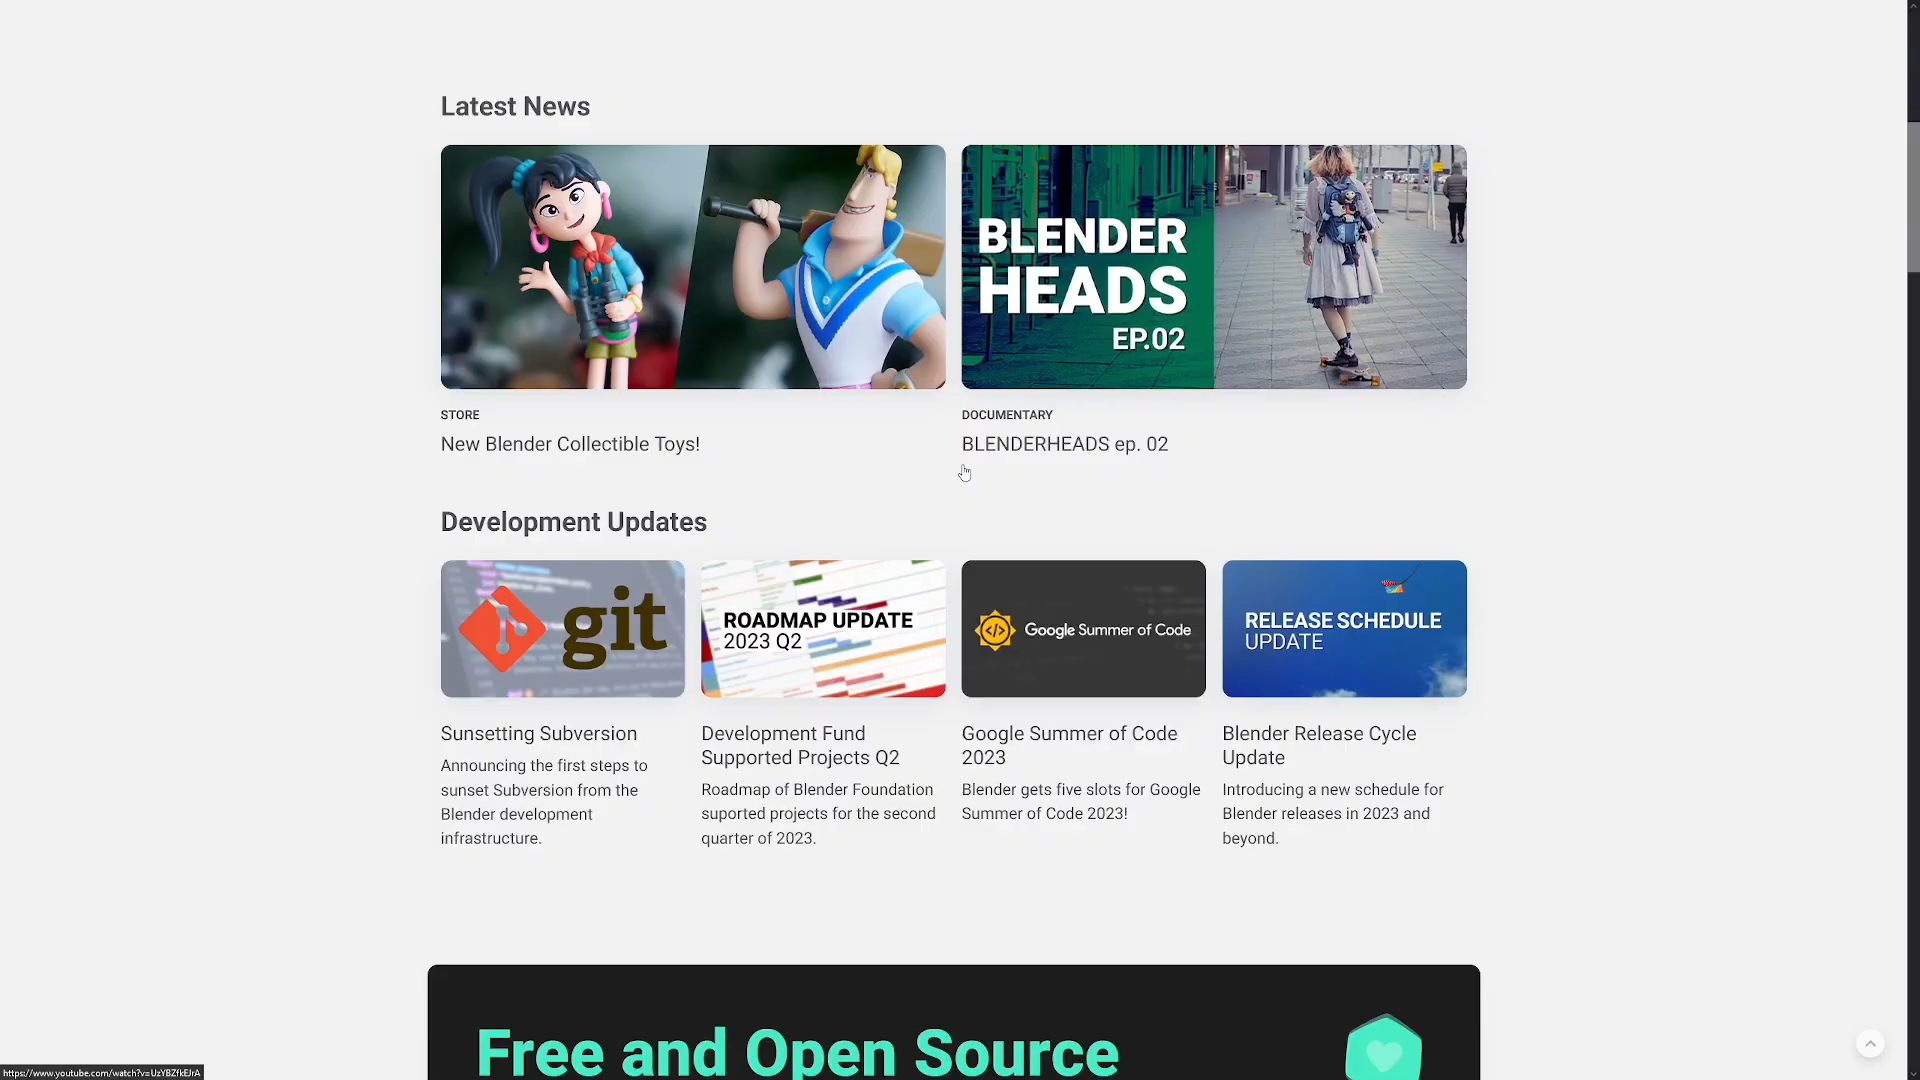 Latest News
BLENDER
HEADS
EP.02
STORE
New Blender Collectible Toys!
DOCUMENTARY
BLENDERHEADS ep. 02
Development Updates
git
ROADMAP UPDATE
2023 Q2
Google Summer of Code
RELEASE SCHEDULE
UPDATE
Sunsetting Subversion
Announcing the first steps to
sunset Subversion from the
Blender development
infrastructure.
Development Fund
Supported Projects Q2
Roadmap of Blender Foundation
suported projects for the second
quarter of 2023.
Google Summer of Code
2023
Blender gets five slots for Google
Summer of Code 2023!
Blender Release Cycle
Update
Introducing a new schedule for
Blender releases in 2023 and
beyond.
Free and Open Source